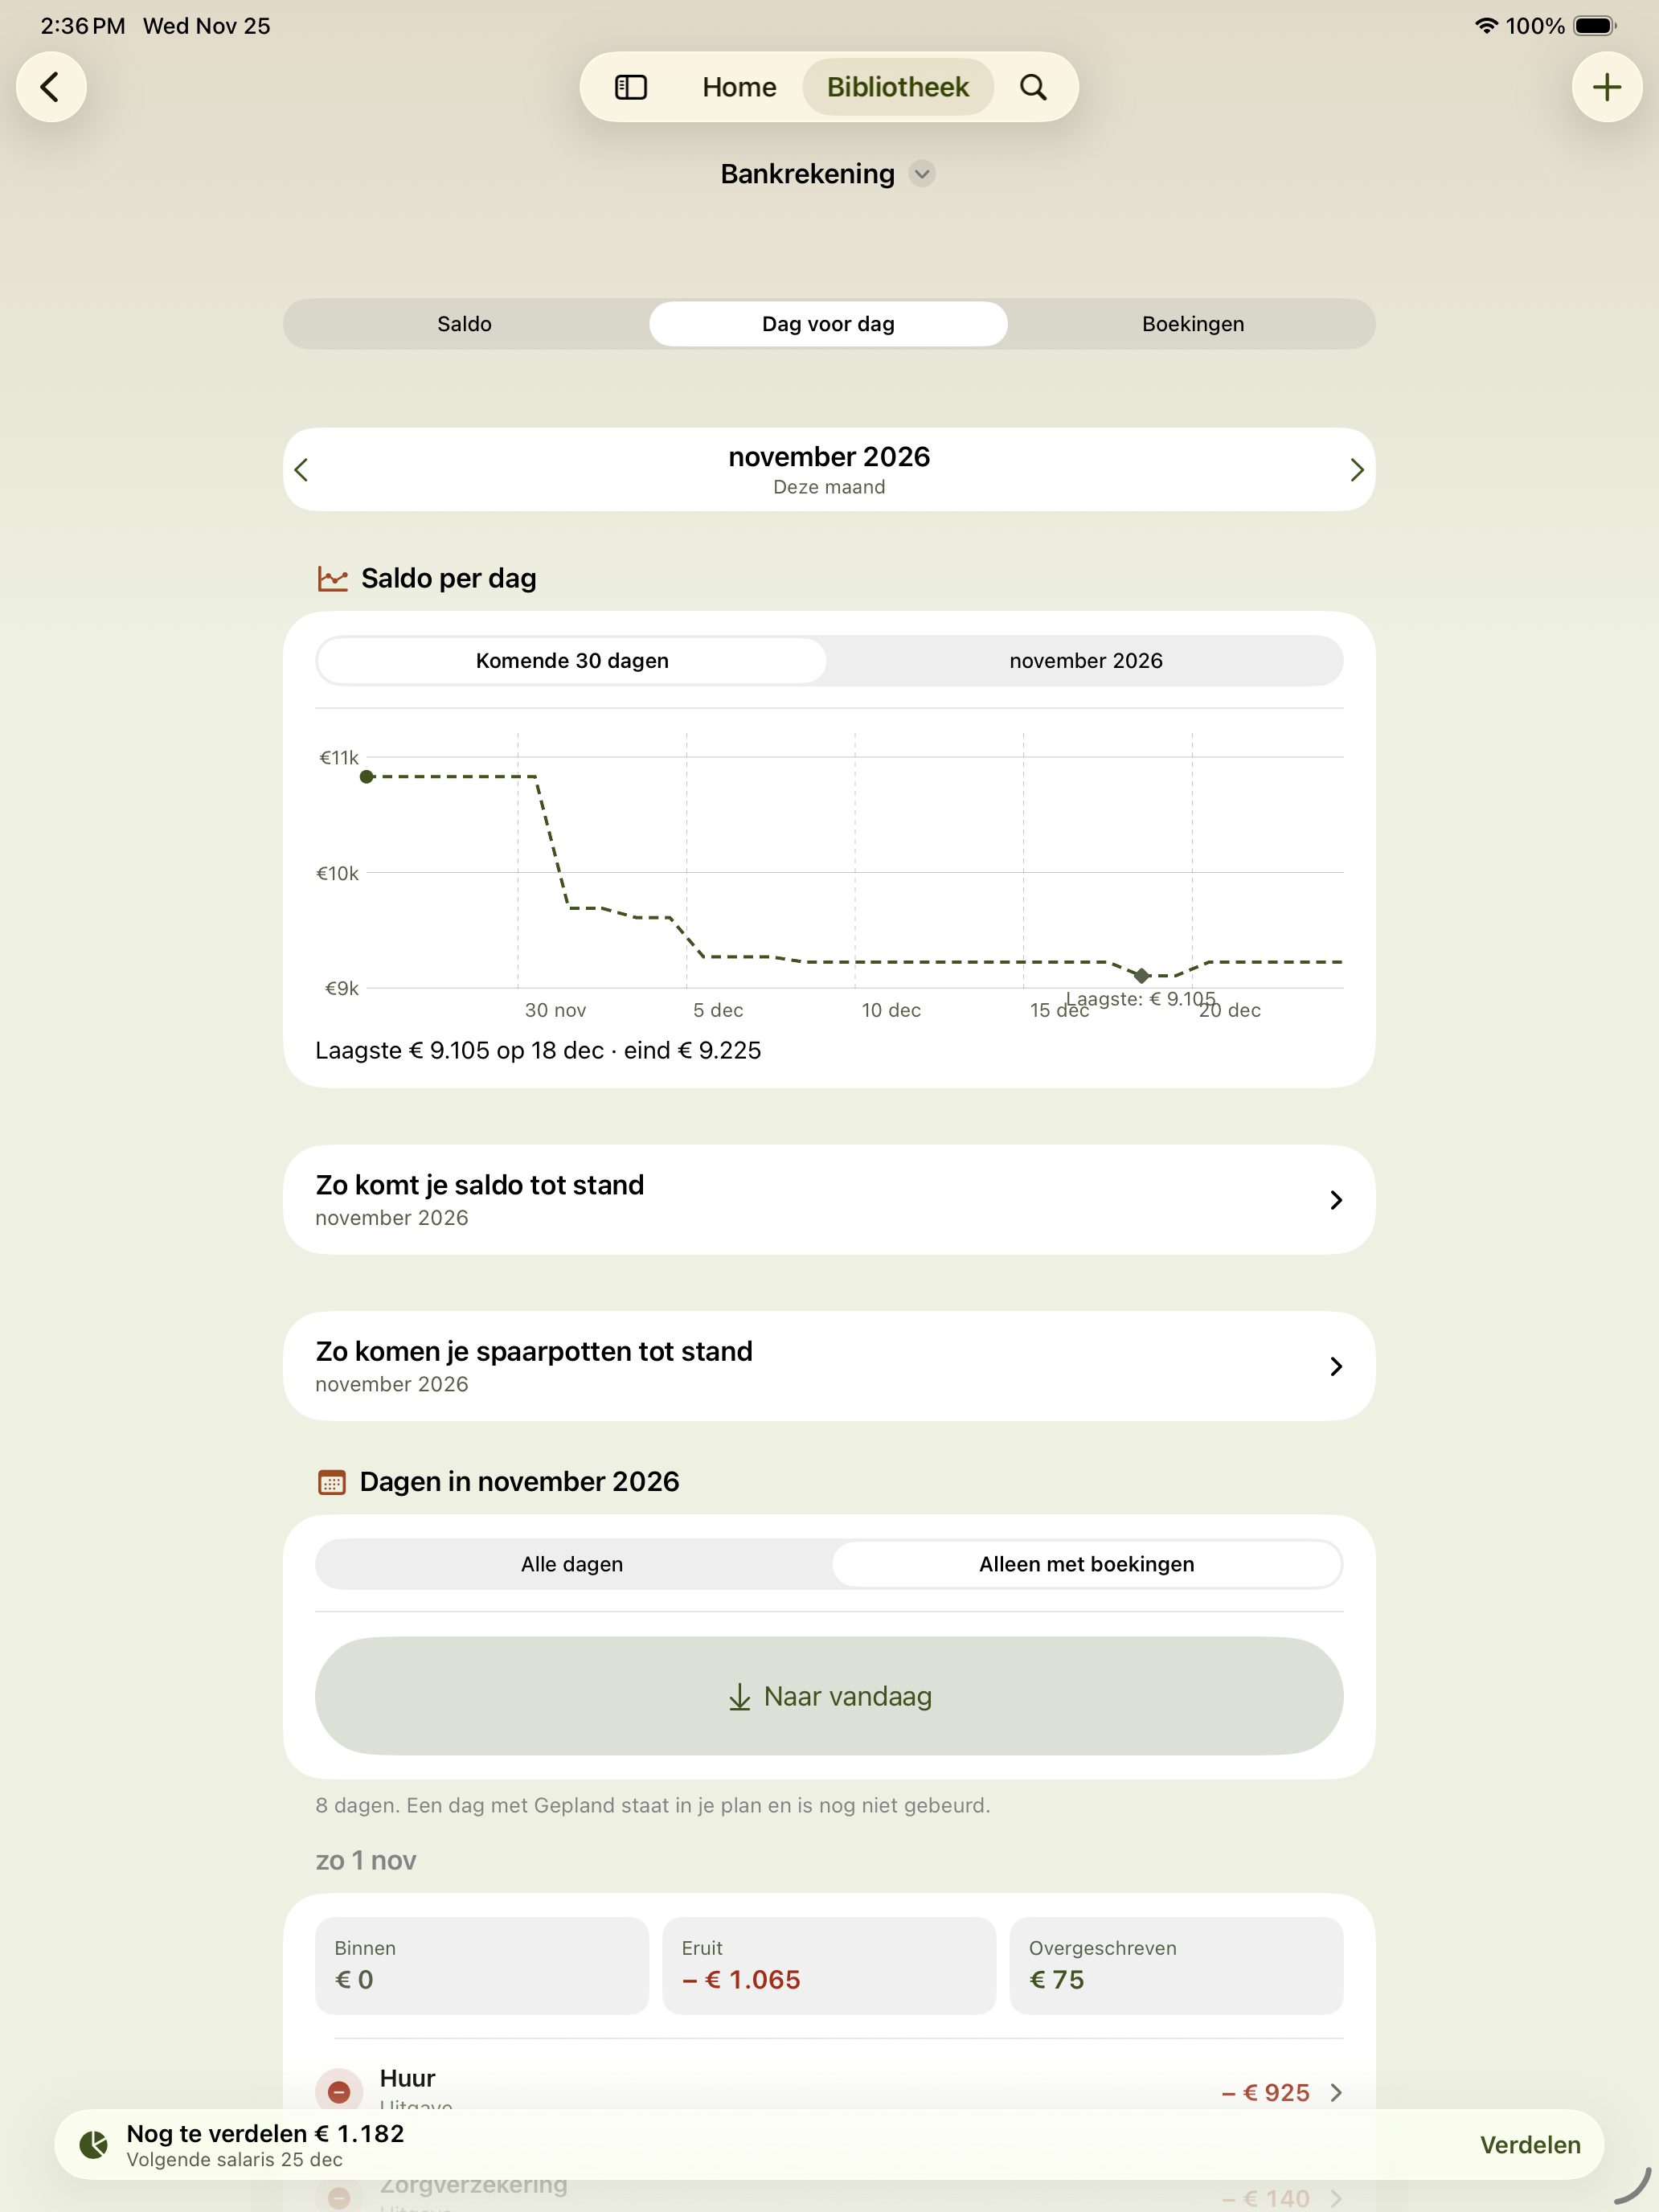 2:36 PM Wed Nov 25
100%
Home
Bibliotheek
Bankrekening
Saldo
Dag voor dag
Boekingen
november 2026
Deze maand
Saldo per dag
Komende 30 dagen
november 2026
€11k
€10k
€9k
30 nov
5 dec
10 dec
15 dec
20 dec
Laagste: € 9.105
Laagste € 9.105 op 18 dec · eind € 9.225
Zo komt je saldo tot stand
november 2026
Zo komen je spaarpotten tot stand
november 2026
Dagen in november 2026
Alle dagen
Alleen met boekingen
Naar vandaag
8 dagen. Een dag met Gepland staat in je plan en is nog niet gebeurd.
zo 1 nov
Binnen
€ 0
Eruit
– € 1.065
Overgeschreven
€ 75
Huur
Uitgave
– € 925
Nog te verdelen € 1.182
Volgende salaris 25 dec
Verdelen
Zorgverzekering
– € 140